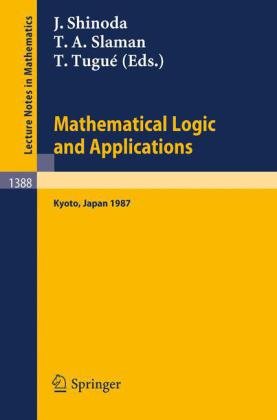 J. Shinoda
T. A. Slaman
T. Tugué (Eds.)
Lecture Notes in Mathematics
1388
Mathematical Logic
and Applications
Kyoto, Japan 1987
Springer